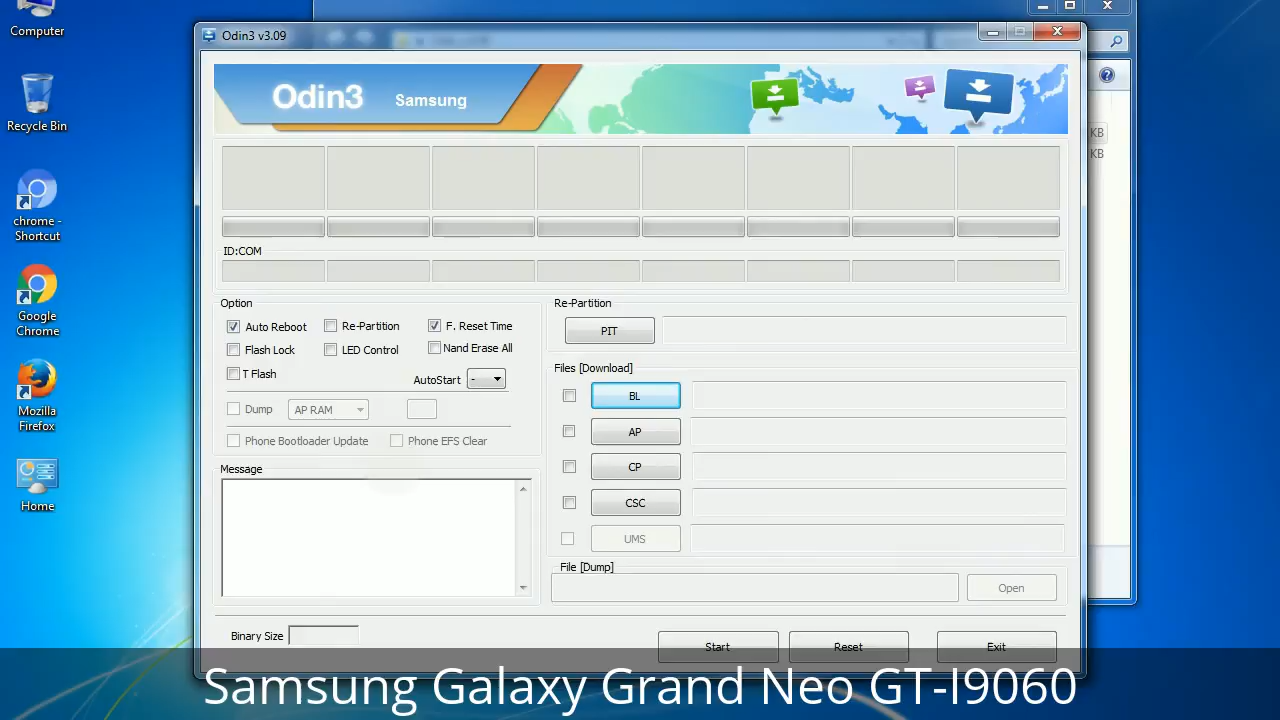 Computer
Recycle Bin
chrome -
Shortcut
Google
Chrome
Mozilla
Firefox
Home
Odin3 v3.09
Odin3
Samsung
KB
KB
ID:COM
Option
Auto Reboot
Re-Partition
F. Reset Time
Flash Lock
LED Control
Nand Erase All
T Flash
AutoStart
-
Dump
AP RAM
Phone Bootloader Update
Phone EFS Clear
Message
Re-Partition
PIT
Files [Download]
BL
AP
CP
CSC
UMS
File [Dump]
Open
Binary Size
Start
Reset
Exit
Samsung Galaxy Grand Neo GT-I9060